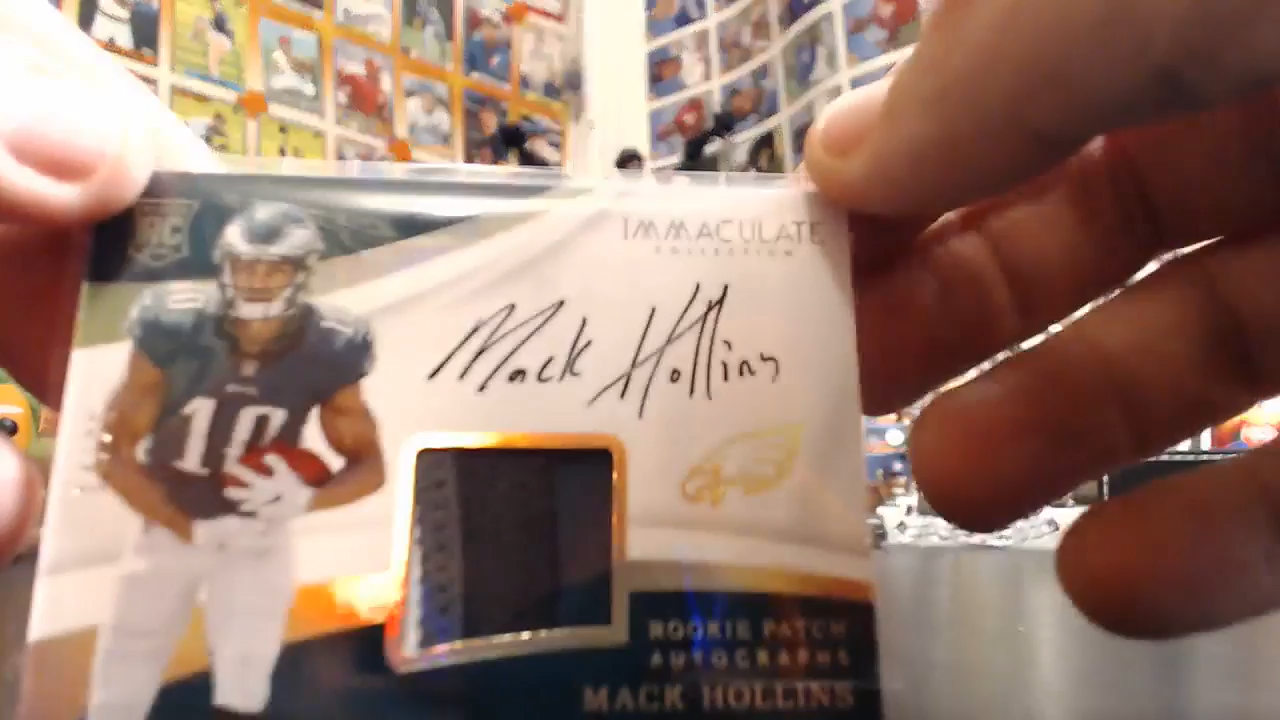 RC
IMMACULATE
COLLECTION
Mack Hollins
10
ROOKIE PATCH
AUTOGRAPHS
MACK HOLLINS